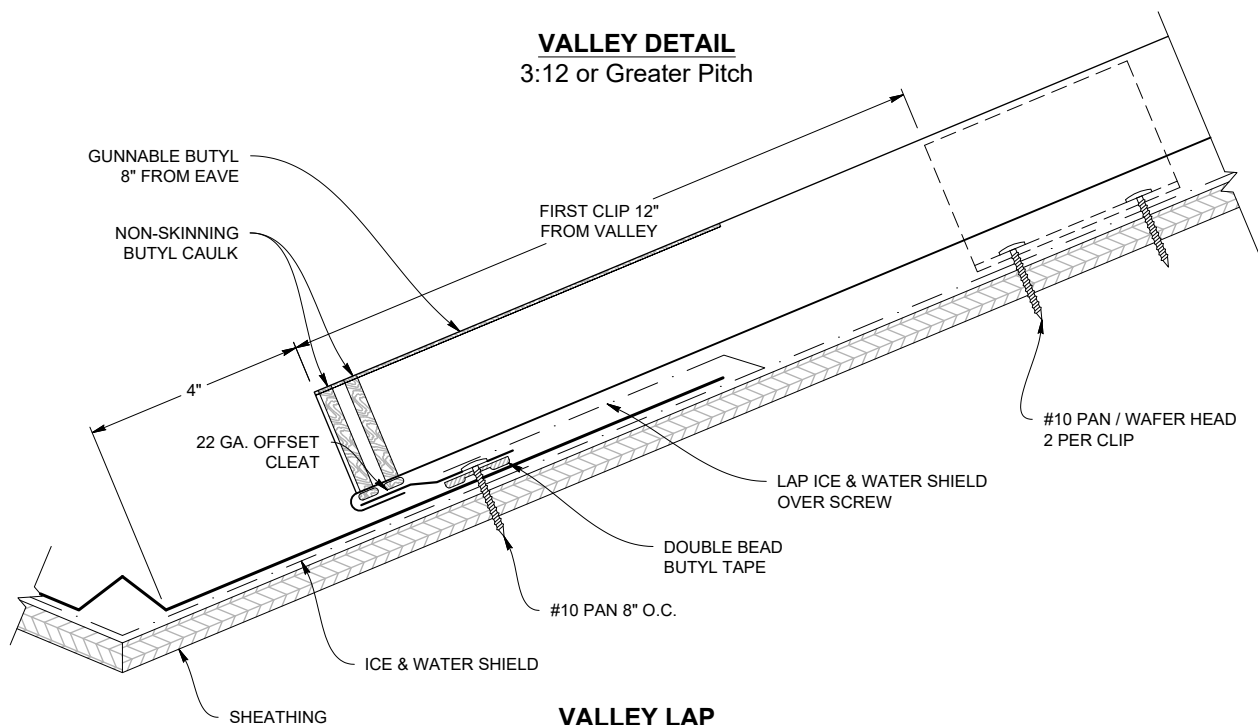 VALLEY DETAIL
3:12 or Greater Pitch
GUNNABLE BUTYL
8" FROM EAVE
NON-SKINNING
BUTYL CAULK
FIRST CLIP 12"
FROM VALLEY
4"
22 GA. OFFSET
CLEAT
#10 PAN / WAFER HEAD
2 PER CLIP
LAP ICE & WATER SHIELD
OVER SCREW
DOUBLE BEAD
BUTYL TAPE
#10 PAN 8" O.C.
ICE & WATER SHIELD
SHEATHING
VALLEY LAP